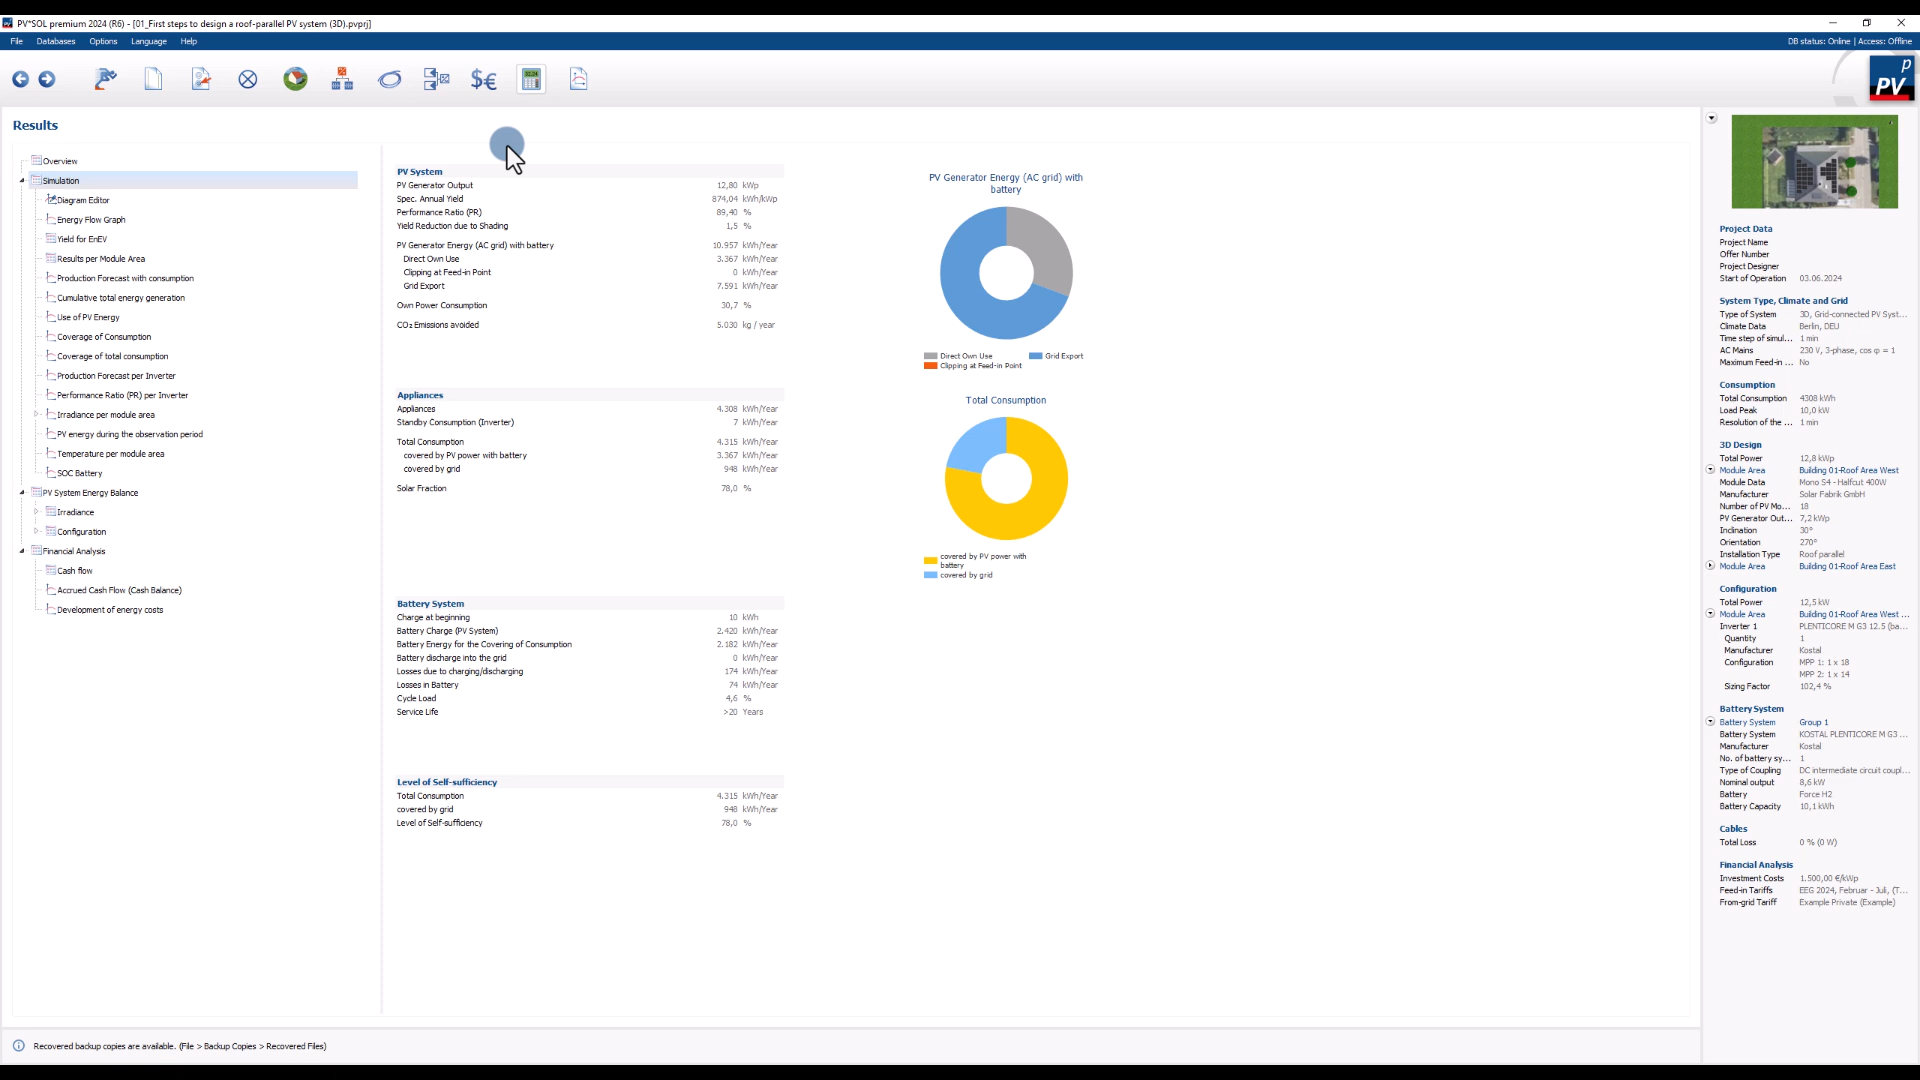 PV*SOL premium 2024 (R6) - [01_First steps to design a roof-parallel PV system (3D).pvprj]
File Databases Options Language Help
DB status: Online | Access: Offline
$€
p
PV
Results
Overview
Simulation
Diagram Editor
Energy Flow Graph
Yield for EnEV
Results per Module Area
Production Forecast with consumption
Cumulative total energy generation
Use of PV Energy
Coverage of Consumption
Coverage of total consumption
Production Forecast per Inverter
Performance Ratio (PR) per Inverter
Irradiance per module area
PV energy during the observation period
Temperature per module area
SOC Battery
PV System Energy Balance
Irradiance
Configuration
Financial Analysis
Cash flow
Accrued Cash Flow (Cash Balance)
Development of energy costs
PV System
PV Generator Output 12,80 kWp
Spec. Annual Yield 874,04 kWh/kWp
Performance Ratio (PR) 89,40 %
Yield Reduction due to Shading 1,5 %
PV Generator Energy (AC grid) with battery 10.957 kWh/Year
Direct Own Use 3.367 kWh/Year
Clipping at Feed-in Point 0 kWh/Year
Grid Export 7.591 kWh/Year
Own Power Consumption 30,7 %
CO₂ Emissions avoided 5.030 kg / year
Appliances
Appliances 4.308 kWh/Year
Standby Consumption (Inverter) 7 kWh/Year
Total Consumption 4.315 kWh/Year
covered by PV power with battery 3.367 kWh/Year
covered by grid 948 kWh/Year
Solar Fraction 78,0 %
Battery System
Charge at beginning 10 kWh
Battery Charge (PV System) 2.420 kWh/Year
Battery Energy for the Covering of Consumption 2.182 kWh/Year
Battery discharge into the grid 0 kWh/Year
Losses due to charging/discharging 174 kWh/Year
Losses in Battery 74 kWh/Year
Cycle Load 4,6 %
Service Life >20 Years
Level of Self-sufficiency
Total Consumption 4.315 kWh/Year
covered by grid 948 kWh/Year
Level of Self-sufficiency 78,0 %
PV Generator Energy (AC grid) with
battery
Direct Own Use Grid Export
Clipping at Feed-in Point
Total Consumption
covered by PV power with
battery
covered by grid
Project Data
Project Name
Offer Number
Project Designer
Start of Operation 03.06.2024
System Type, Climate and Grid
Type of System 3D, Grid-connected PV Syst...
Climate Data Berlin, DEU
Time step of simul... 1 min
AC Mains 230 V, 3-phase, cos φ = 1
Maximum Feed-in ... No
Consumption
Total Consumption 4308 kWh
Load Peak 10,0 kW
Resolution of the ... 1 min
3D Design
Total Power 12,8 kWp
Module Area Building 01-Roof Area West
Module Data Mono S4 - Halfcut 400W
Manufacturer Solar Fabrik GmbH
Number of PV Mo... 18
PV Generator Out... 7,2 kWp
Inclination 30°
Orientation 270°
Installation Type Roof parallel
Module Area Building 01-Roof Area East
Configuration
Total Power 12,5 kW
Module Area Building 01-Roof Area West ...
Inverter 1 PLENTICORE M G3 12.5 (ba...
Quantity 1
Manufacturer Kostal
Configuration MPP 1: 1 x 18
MPP 2: 1 x 14
Sizing Factor 102,4 %
Battery System
Battery System Group 1
Battery System KOSTAL PLENTICORE M G3 ...
Manufacturer Kostal
No. of battery sy... 1
Type of Coupling DC intermediate circuit coupl...
Nominal output 8,6 kW
Battery Force H2
Battery Capacity 10,1 kWh
Cables
Total Loss 0 % (0 W)
Financial Analysis
Investment Costs 1.500,00 €/kWp
Feed-in Tariffs EEG 2024, Februar - Juli, (T...
From-grid Tariff Example Private (Example)
Recovered backup copies are available. (File > Backup Copies > Recovered Files)